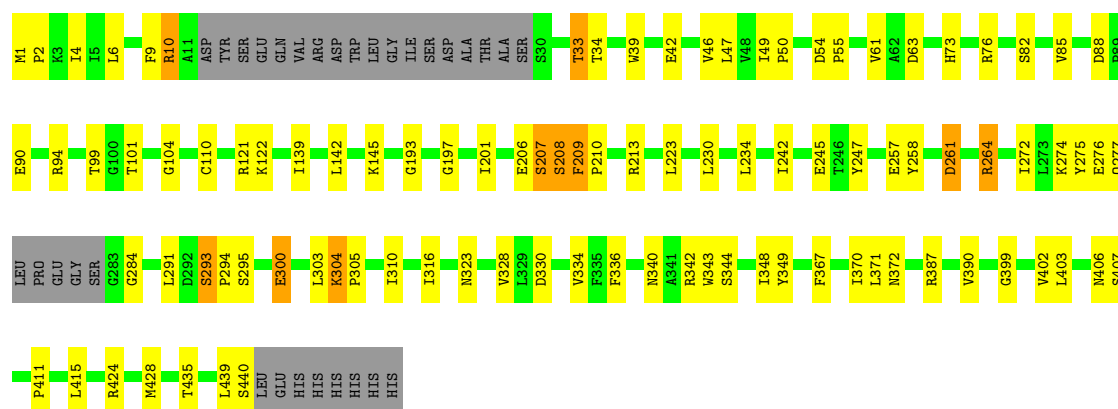 M1 P2 K3 I4 I5 L6 F9 R10 A11 ASP TYR SER GLU GLN VAL ARG ASP TRP LEU GLY ILE SER ASP ALA THR ALA SER S30 T33 T34 W39 E42 V46 L47 V48 I49 P50 D54 P55 V61 A62 D63 H73 R76 S82 V85 D88
E90 R94 T99 G100 T101 G104 C110 R121 K122 I139 L142 K145 G193 G197 I201 E206 S207 S208 F209 P210 R213 L223 L230 L234 I242 E245 T246 Y247 E257 Y258 D261 R264 I272 L273 K274 Y275 E276
LEU PRO GLU GLY SER G283 G284 L291 D292 S293 P294 S295 E300 L303 K304 P305 I310 I316 N323 V328 L329 D330 V334 F335 F336 N340 A341 R342 W343 S344 I348 Y349 F367 I370 L371 N372 R387 V390 G399 V402 L403 N406 S407
P411 L415 R424 M428 T435 L439 S440 LEU GLU HIS HIS HIS HIS HIS HIS